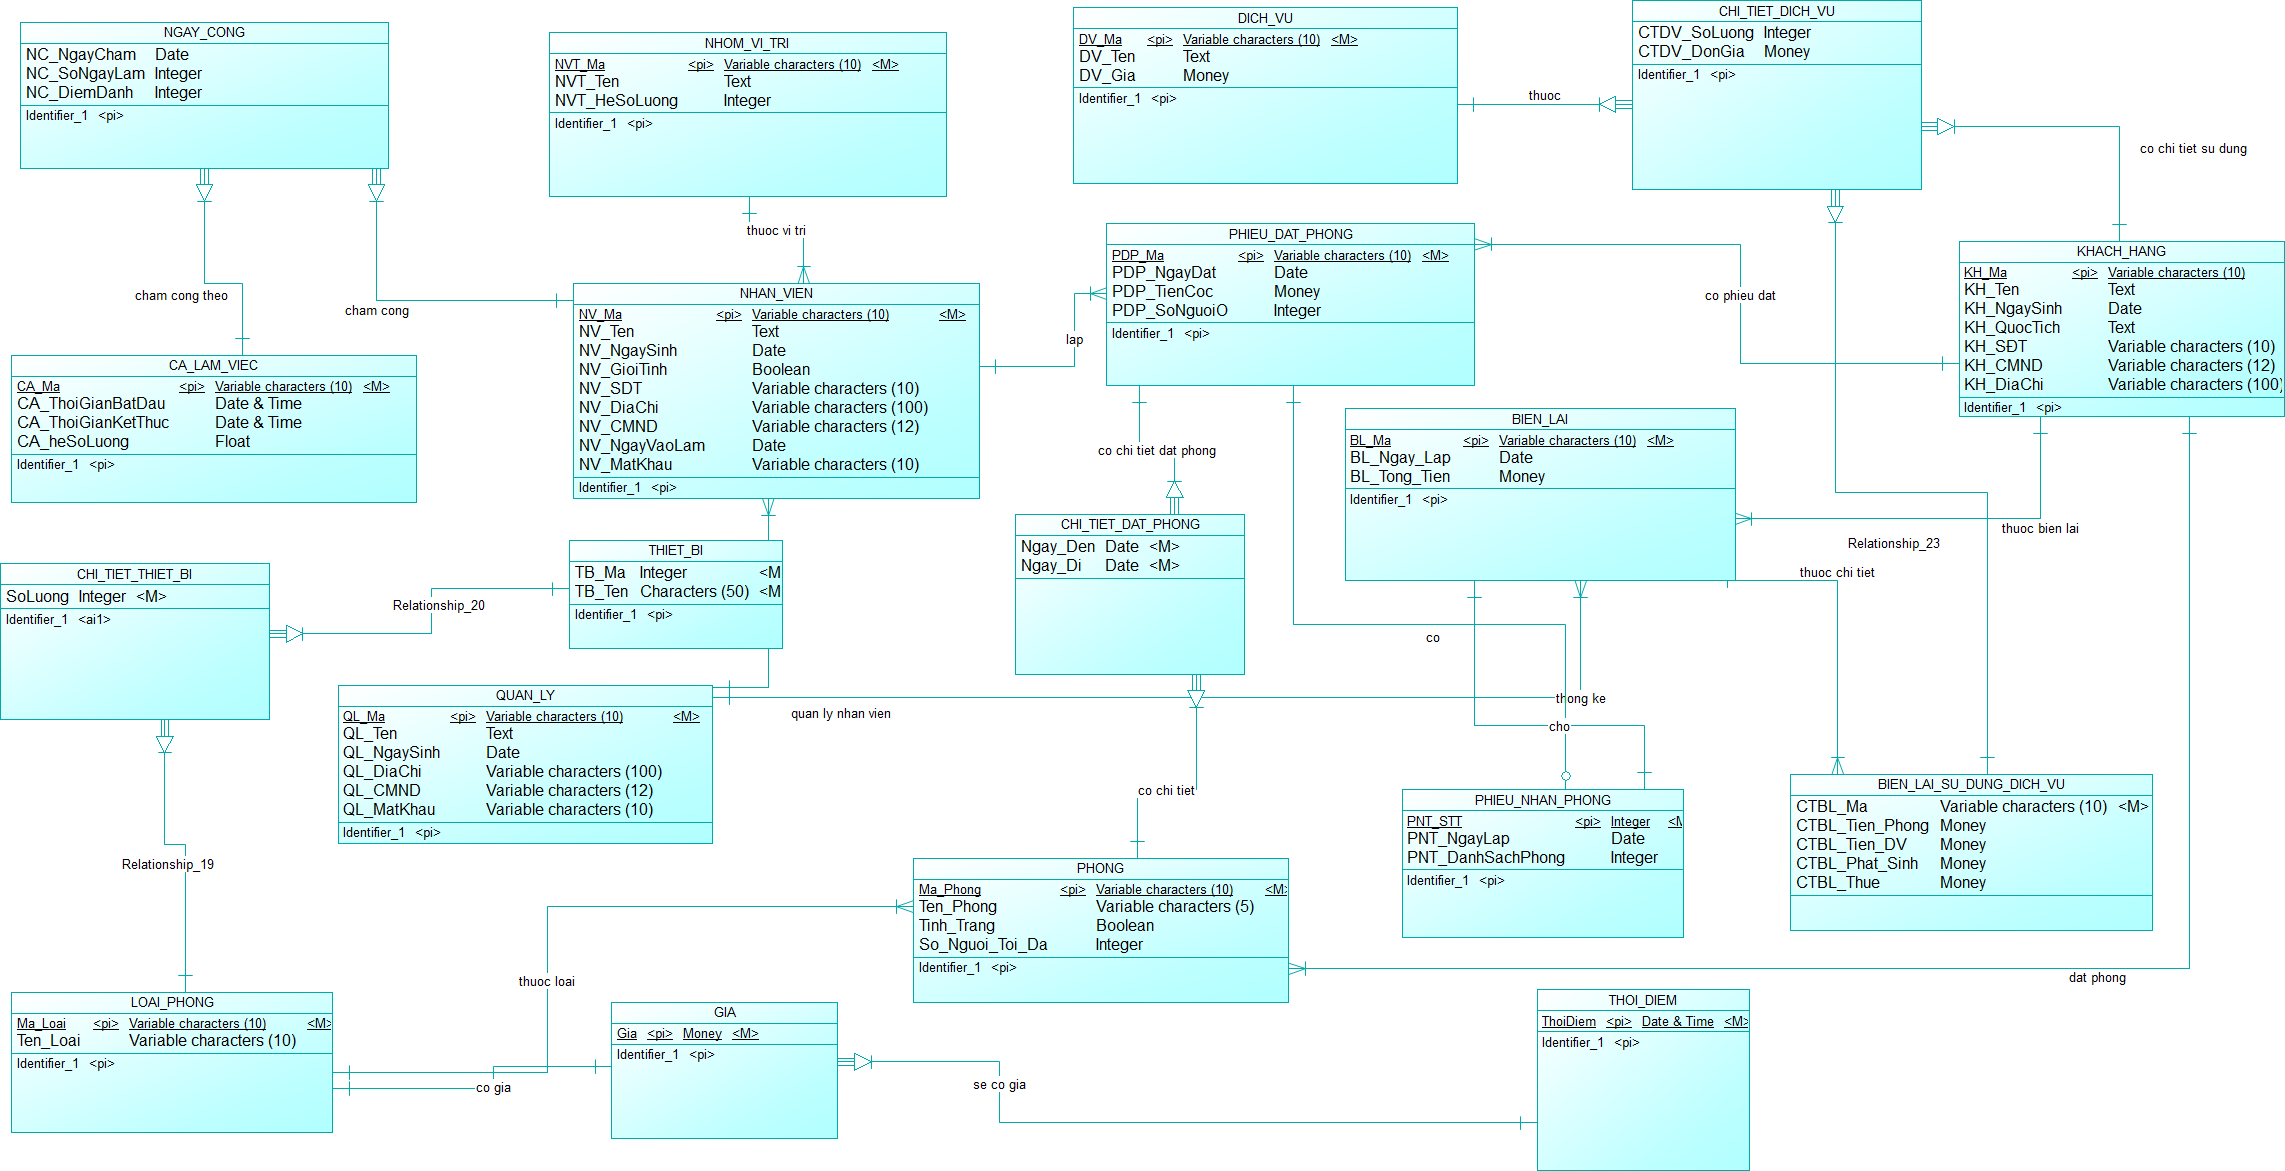 NGAY_CONG
NC_NgayCham Date
NC_SoNgayLam Integer
NC_DiemDanh Integer
Identifier_1 <pi>
NHOM_VI_TRI
NVT_Ma <pi> Variable characters (10) <M>
NVT_Ten Text
NVT_HeSoLuong Integer
Identifier_1 <pi>
DICH_VU
DV_Ma <pi> Variable characters (10) <M>
DV_Ten Text
DV_Gia Money
Identifier_1 <pi>
thuoc
CHI_TIET_DICH_VU
CTDV_SoLuong Integer
CTDV_DonGia Money
Identifier_1 <pi>
co chi tiet su dung
thuoc vi tri
cham cong theo
cham cong
CA_LAM_VIEC
CA_Ma <pi> Variable characters (10) <M>
CA_ThoiGianBatDau Date & Time
CA_ThoiGianKetThuc Date & Time
CA_heSoLuong Float
Identifier_1 <pi>
NHAN_VIEN
NV_Ma <pi> Variable characters (10) <M>
NV_Ten Text
NV_NgaySinh Date
NV_GioiTinh Boolean
NV_SDT Variable characters (10)
NV_DiaChi Variable characters (100)
NV_CMND Variable characters (12)
NV_NgayVaoLam Date
NV_MatKhau Variable characters (10)
Identifier_1 <pi>
lap
PHIEU_DAT_PHONG
PDP_Ma <pi> Variable characters (10) <M>
PDP_NgayDat Date
PDP_TienCoc Money
PDP_SoNguoiO Integer
Identifier_1 <pi>
co phieu dat
KHACH_HANG
KH_Ma <pi> Variable characters (10)
KH_Ten Text
KH_NgaySinh Date
KH_QuocTich Text
KH_SĐT Variable characters (10)
KH_CMND Variable characters (12)
KH_DiaChi Variable characters (100)
Identifier_1 <pi>
co chi tiet dat phong
BIEN_LAI
BL_Ma <pi> Variable characters (10) <M>
BL_Ngay_Lap Date
BL_Tong_Tien Money
Identifier_1 <pi>
thuoc bien lai
Relationship_23
thuoc chi tiet
CHI_TIET_DAT_PHONG
Ngay_Den Date <M>
Ngay_Di Date <M>
THIET_BI
TB_Ma Integer <M
TB_Ten Characters (50) <M
Identifier_1 <pi>
CHI_TIET_THIET_BI
SoLuong Integer <M>
Identifier_1 <ai1>
Relationship_20
co
QUAN_LY
QL_Ma <pi> Variable characters (10) <M>
QL_Ten Text
QL_NgaySinh Date
QL_DiaChi Variable characters (100)
QL_CMND Variable characters (12)
QL_MatKhau Variable characters (10)
Identifier_1 <pi>
quan ly nhan vien
thong ke
cho
co chi tiet
PHIEU_NHAN_PHONG
PNT_STT <pi> Integer <M
PNT_NgayLap Date
PNT_DanhSachPhong Integer
Identifier_1 <pi>
BIEN_LAI_SU_DUNG_DICH_VU
CTBL_Ma Variable characters (10) <M>
CTBL_Tien_Phong Money
CTBL_Tien_DV Money
CTBL_Phat_Sinh Money
CTBL_Thue Money
Relationship_19
PHONG
Ma_Phong <pi> Variable characters (10) <M>
Ten_Phong Variable characters (5)
Tinh_Trang Boolean
So_Nguoi_Toi_Da Integer
Identifier_1 <pi>
dat phong
thuoc loai
LOAI_PHONG
Ma_Loai <pi> Variable characters (10) <M>
Ten_Loai Variable characters (10)
Identifier_1 <pi>
co gia
GIA
Gia <pi> Money <M>
Identifier_1 <pi>
se co gia
THOI_DIEM
ThoiDiem <pi> Date & Time <M>
Identifier_1 <pi>